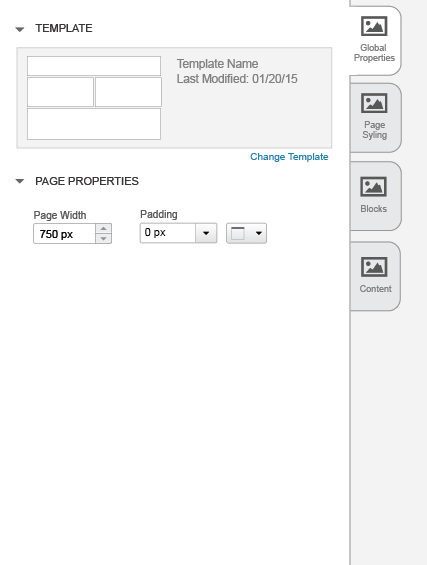 TEMPLATE
Template Name
Last Modified: 01/20/15
Change Template
PAGE PROPERTIES
Page Width
Padding
750 px
0 px
Global
Properties
Page
Syling
Blocks
Content